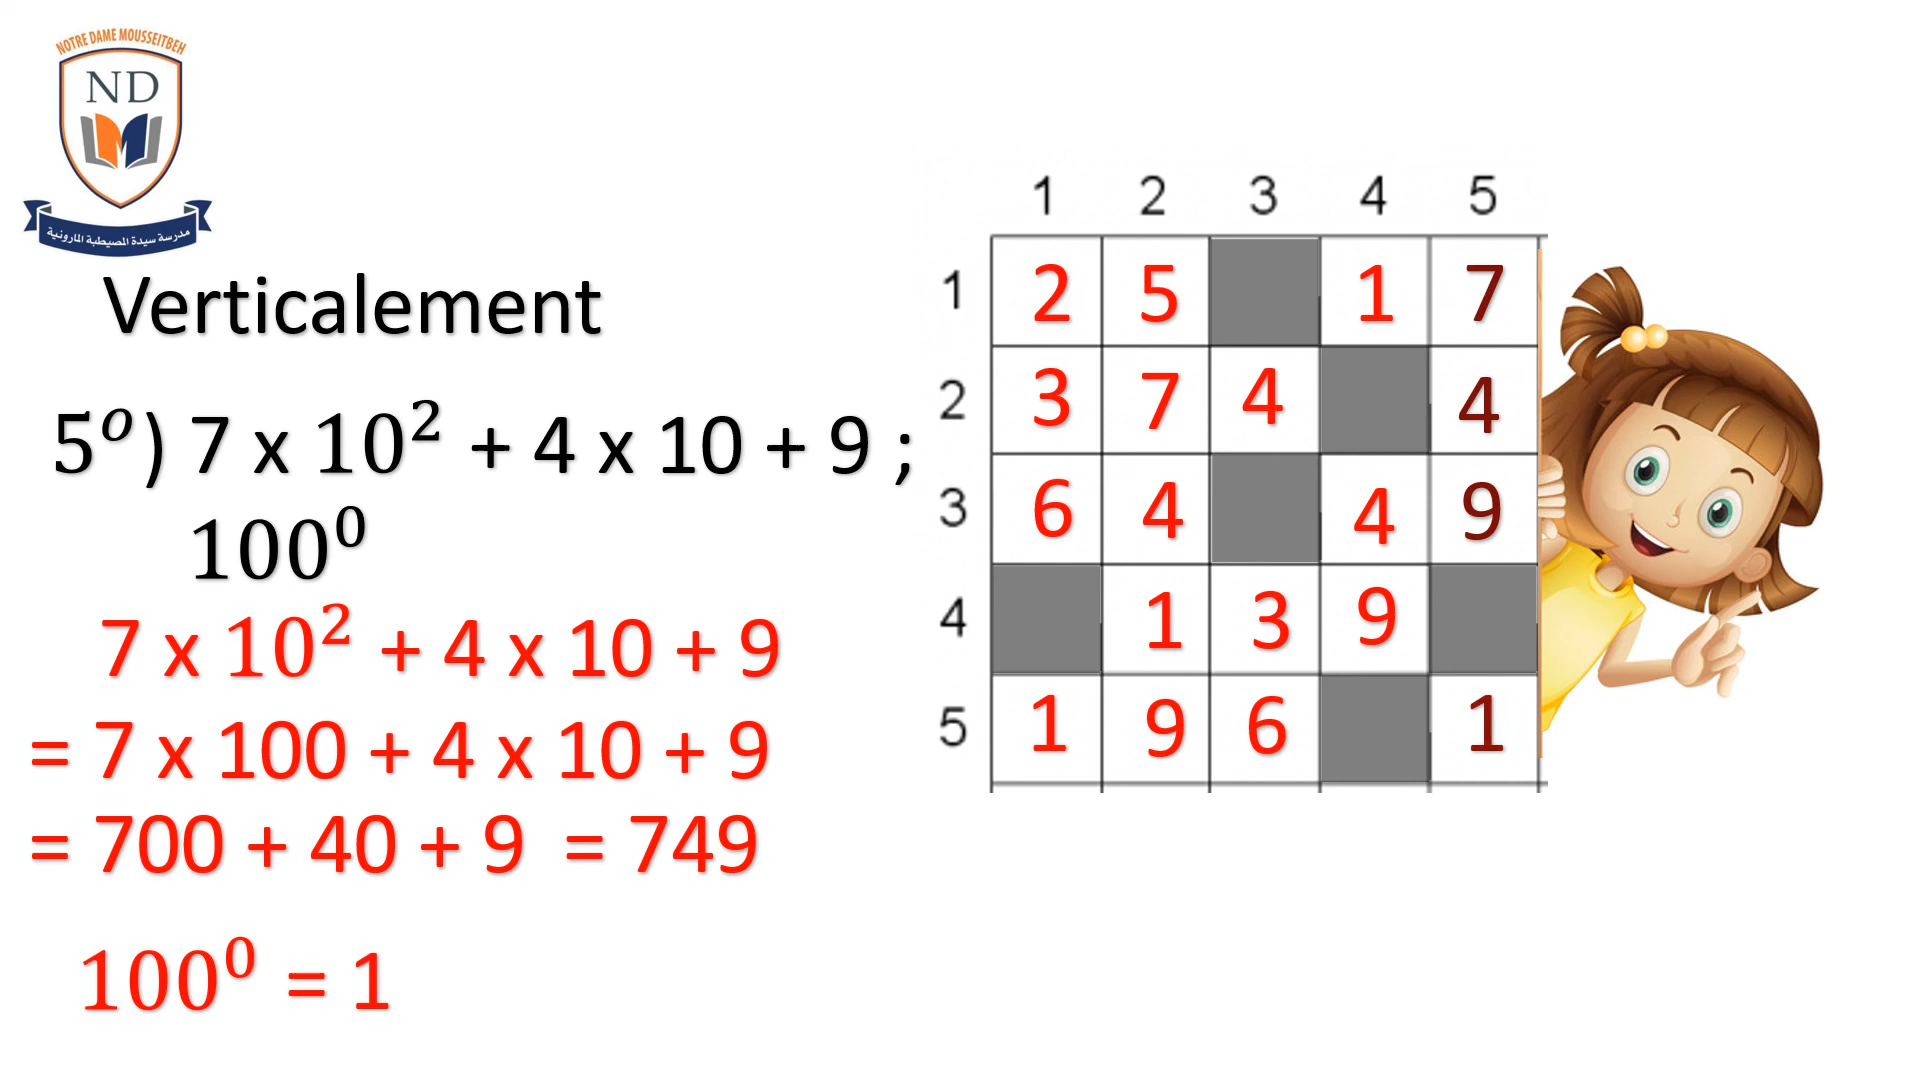 NOTRE DAME MOUSSEITBEH
ND
مدرسة سيدة المصيطبة المارونية
Verticalement
5º) 7 x 10² + 4 x 10 + 9 ;
100⁰
7 x 10² + 4 x 10 + 9
= 7 x 100 + 4 x 10 + 9
= 700 + 40 + 9 = 749
100⁰ = 1
1 2 3 4 5
1 2 5 1 7
2 3 7 4 4
3 6 4 4 9
4 1 3 9
5 1 9 6 1